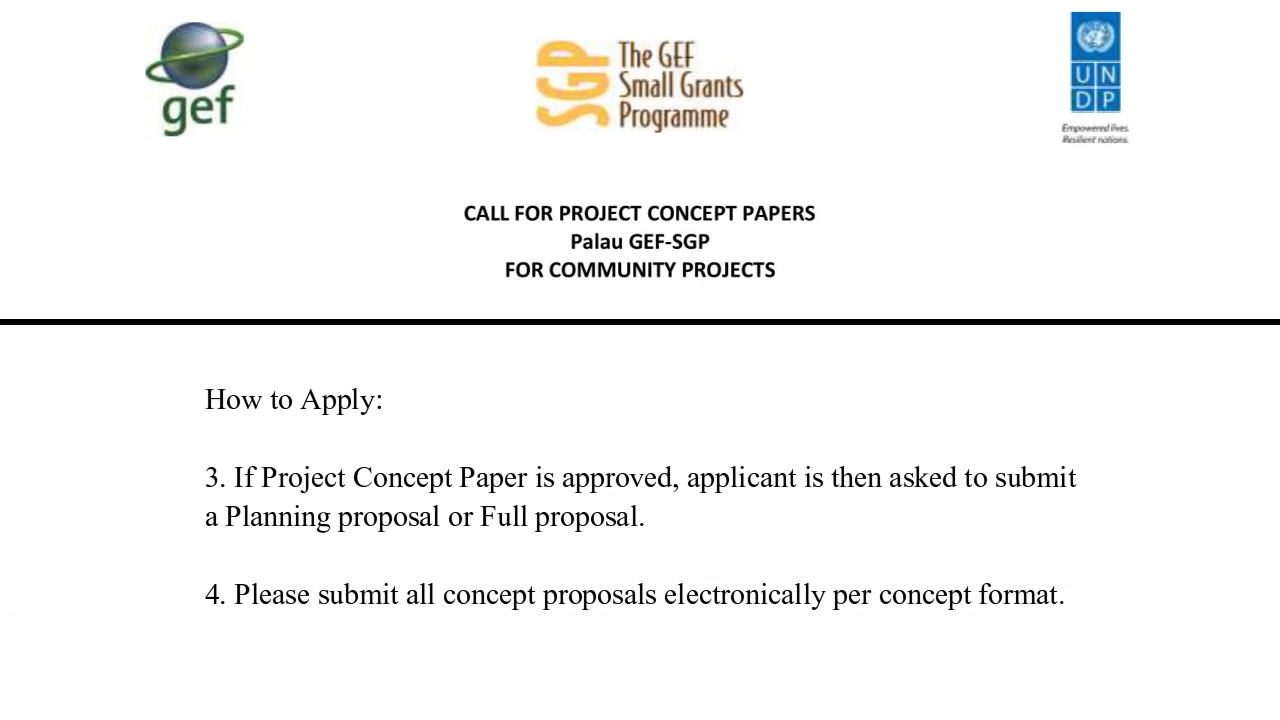 gef
SGP
The GEF
Small Grants
Programme
UN
DP
Empowered lives.
Resilient nations.
CALL FOR PROJECT CONCEPT PAPERS
Palau GEF-SGP
FOR COMMUNITY PROJECTS
How to Apply:
3. If Project Concept Paper is approved, applicant is then asked to submit
a Planning proposal or Full proposal.
4. Please submit all concept proposals electronically per concept format.